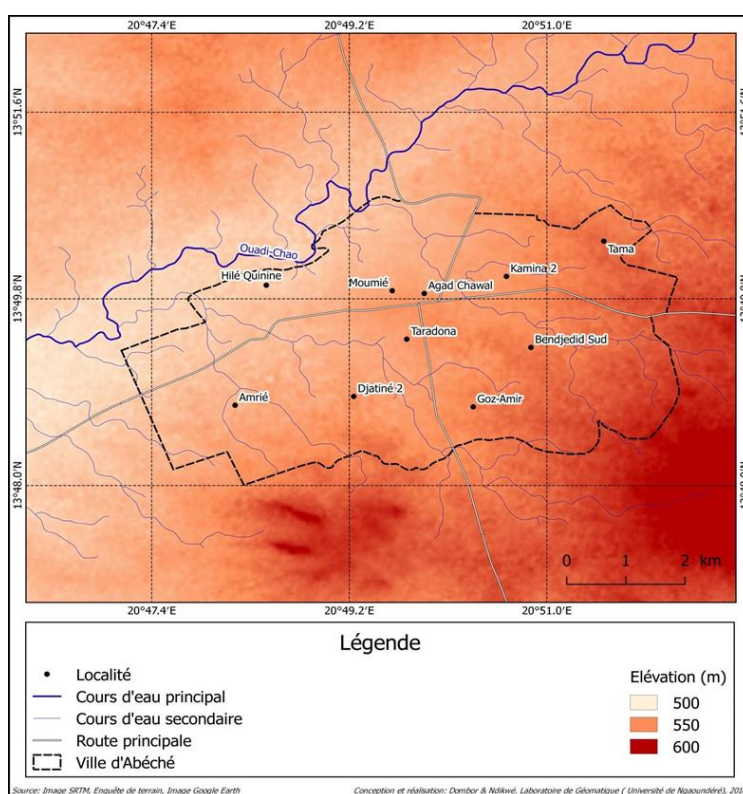 20°47.4′E 20°49.2′E 20°51.0′E
13°51.6′N
Ouadi-Chao
Tama
Hilé Quinine
Kamina 2
Moumié
Agad Chawal
13°49.8′N
Taradona
Bendjedid Sud
Djatiné 2
Amrié
Goz-Amir
13°48.0′N
0 1 2 km
20°47.4′E 20°49.2′E 20°51.0′E
Légende
Localité
Cours d'eau principal
Cours d'eau secondaire
Route principale
Ville d'Abéché
Elévation (m)
500
550
600
Source: Image SRTM, Enquête de terrain, Image Google Earth
Conception et réalisation: Dombor & Ndikwé. Laboratoire de Géomatique ( Université de Ngaoundéré),